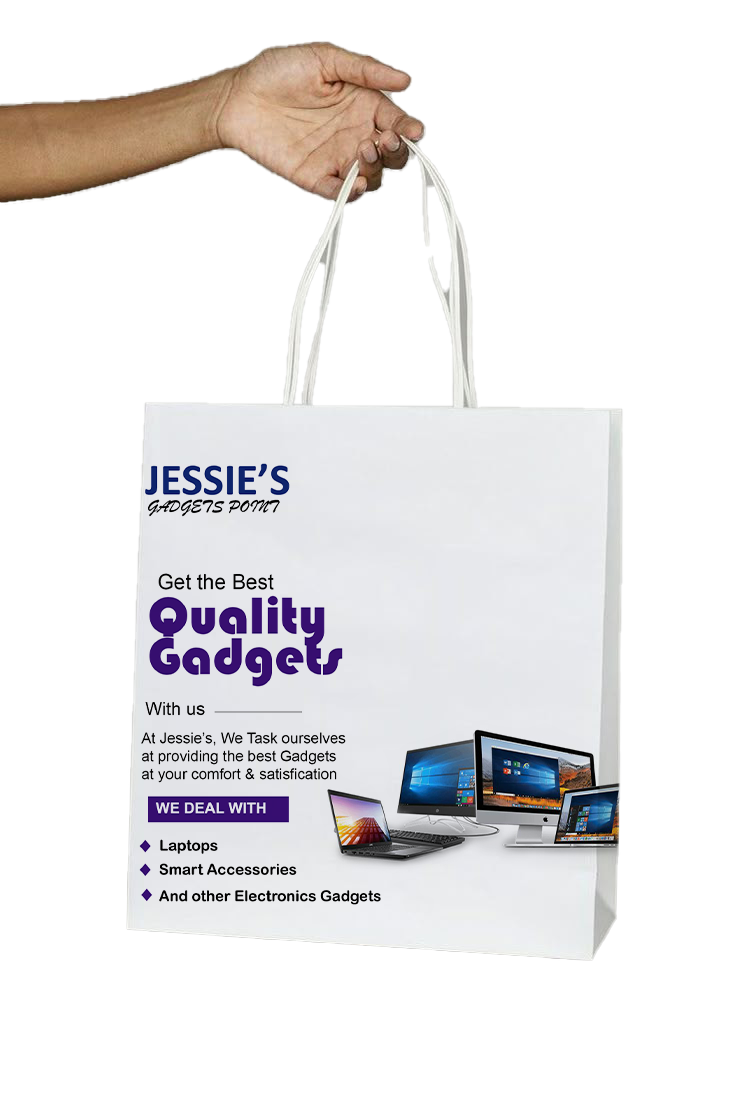 JESSIE'S
GADGETS POINT
Get the Best
Quality
Gadgets
With us
At Jessie's, We Task ourselves
at providing the best Gadgets
at your comfort & satisfication
WE DEAL WITH
Laptops
Smart Accessories
And other Electronics Gadgets